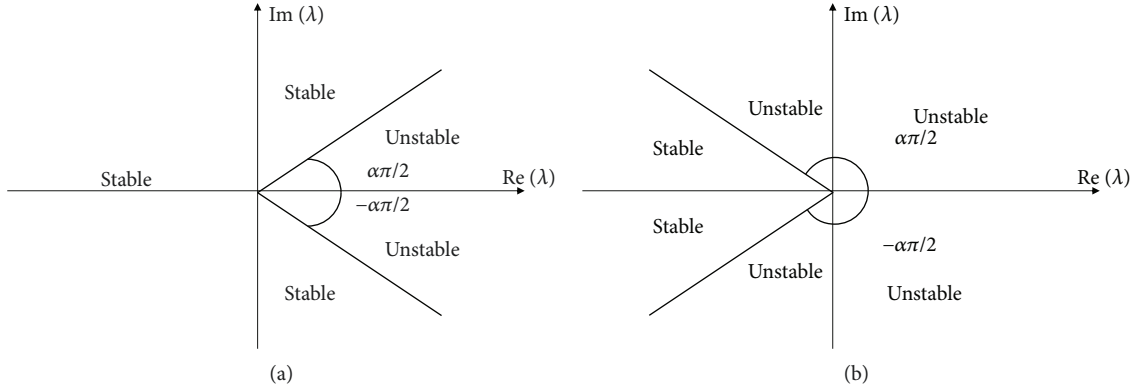 Im (λ)
Stable
Unstable
Stable
απ/2
Re (λ)
−απ/2
Unstable
Stable
(a)
Im (λ)
Unstable
Unstable
απ/2
Stable
Re (λ)
Stable
−απ/2
Unstable
Unstable
(b)